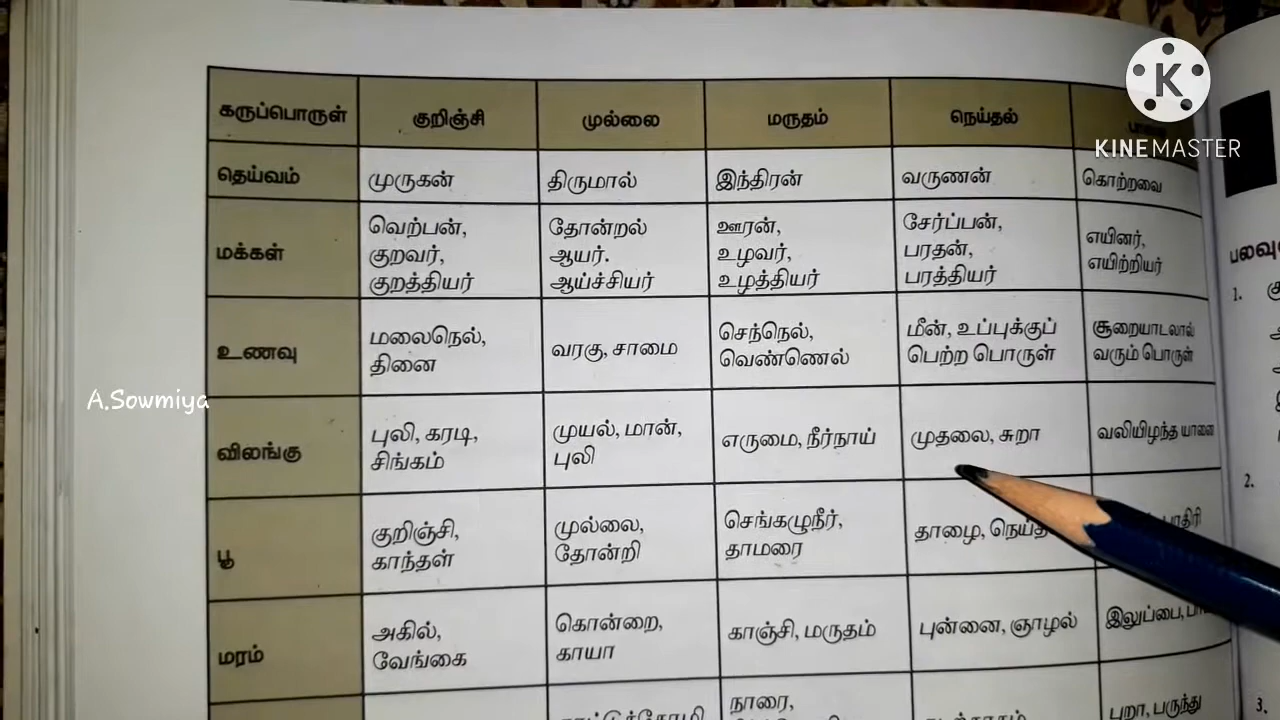 KINEMASTER
கருப்பொருள் குறிஞ்சி முல்லை மருதம் நெய்தல்
தெய்வம் முருகன் திருமால் இந்திரன் வருணன் கொற்றவை
மக்கள்
வெற்பன்,
குறவர்,
குறத்தியர்
தோன்றல்
ஆயர்.
ஆய்ச்சியர்
ஊரன்,
உழவர்,
உழத்தியர்
சேர்ப்பன்,
பரதன்,
பரத்தியர்
எயினர்,
எயிற்றியர்
உணவு
மலைநெல்,
தினை
வரகு, சாமை
செந்நெல்,
வெண்ணெல்
மீன், உப்புக்குப்
பெற்ற பொருள்
சூறையாடலால்
வரும் பொருள்
விலங்கு
புலி, கரடி,
சிங்கம்
முயல், மான்,
புலி
எருமை, நீர்நாய்
முதலை, சுறா
வலியிழந்த யானை
பூ
குறிஞ்சி,
காந்தள்
முல்லை,
தோன்றி
செங்கழுநீர்,
தாமரை
தாழை,
மரம்
அகில்,
வேங்கை
கொன்றை,
காயா
காஞ்சி, மருதம்
புன்னை, ஞாழல்
இலுப்பை,
நாரை,
புறா, பருந்து
A.Sowmiya
1.
2.
3.